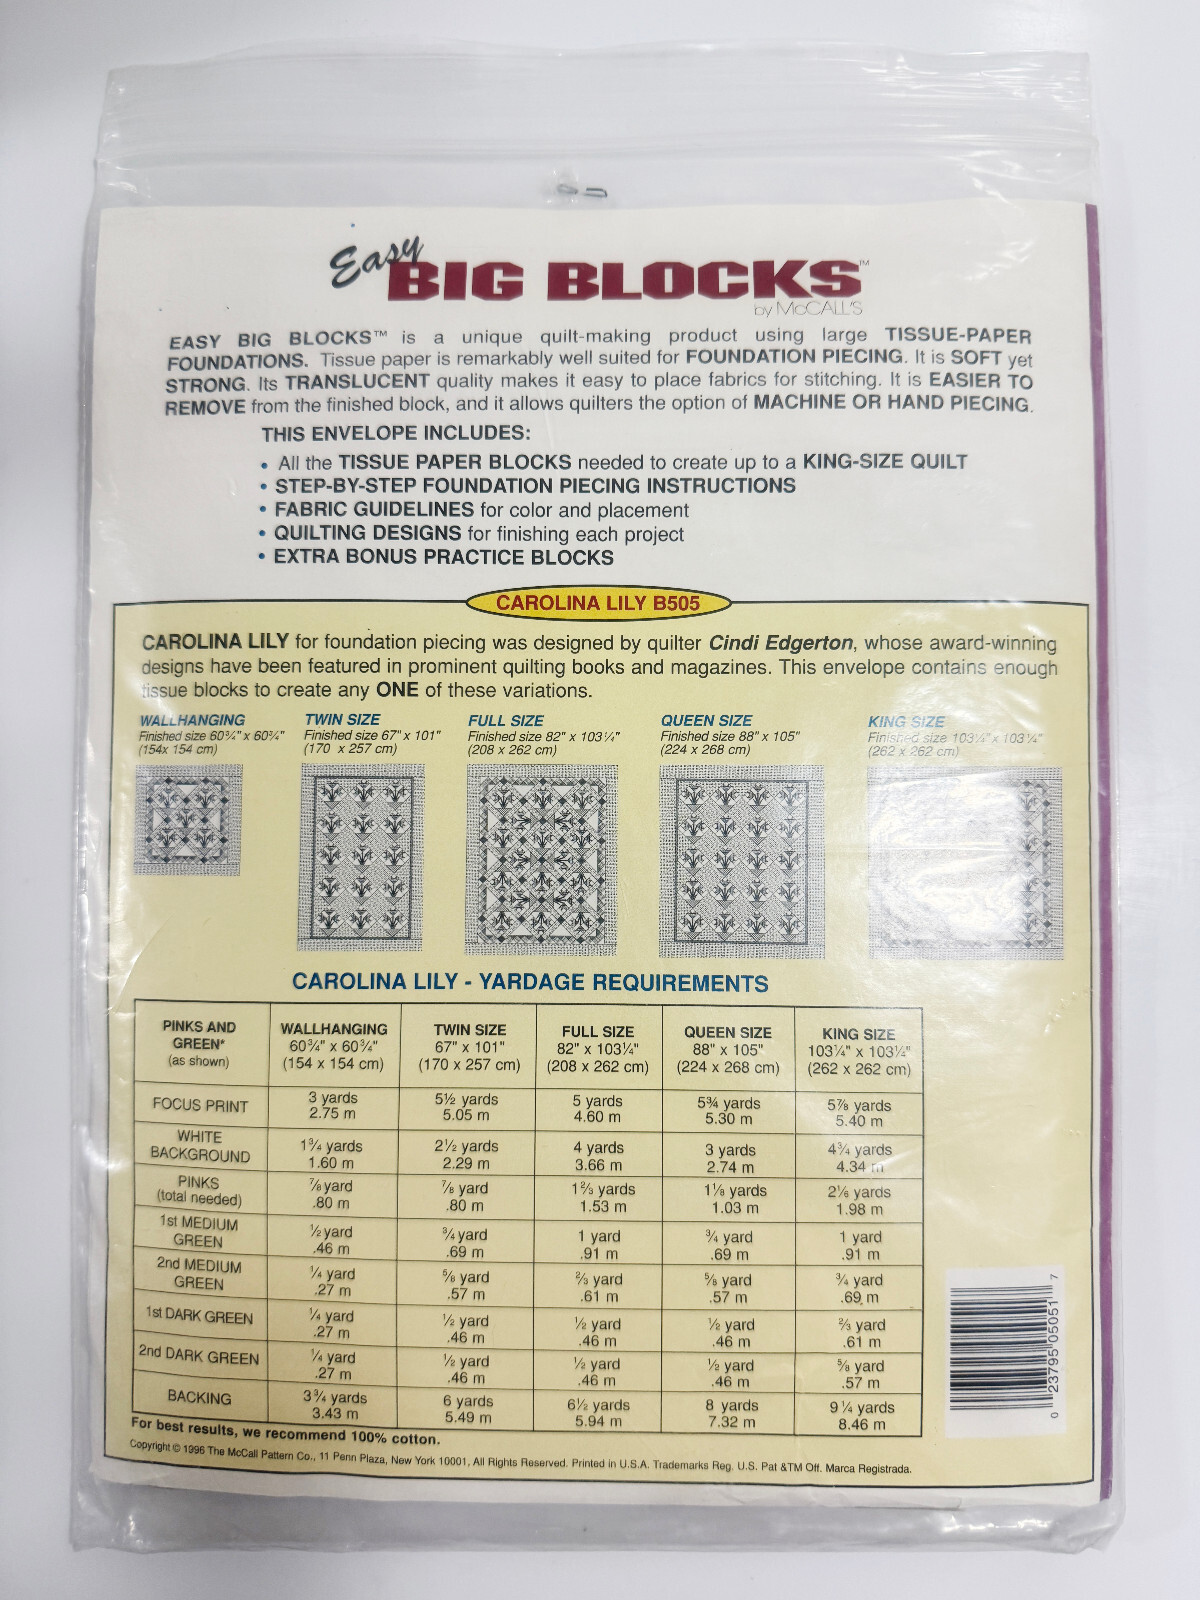 Easy
BIG BLOCKS™
by McCALL'S
EASY BIG BLOCKS™ is a unique quilt-making product using large TISSUE-PAPER
FOUNDATIONS. Tissue paper is remarkably well suited for FOUNDATION PIECING. It is SOFT yet
STRONG. Its TRANSLUCENT quality makes it easy to place fabrics for stitching. It is EASIER TO
REMOVE from the finished block, and it allows quilters the option of MACHINE OR HAND PIECING.
THIS ENVELOPE INCLUDES:
• All the TISSUE PAPER BLOCKS needed to create up to a KING-SIZE QUILT
• STEP-BY-STEP FOUNDATION PIECING INSTRUCTIONS
• FABRIC GUIDELINES for color and placement
• QUILTING DESIGNS for finishing each project
• EXTRA BONUS PRACTICE BLOCKS
CAROLINA LILY B505
CAROLINA LILY for foundation piecing was designed by quilter Cindi Edgerton, whose award-winning
designs have been featured in prominent quilting books and magazines. This envelope contains enough
tissue blocks to create any ONE of these variations.
WALLHANGING TWIN SIZE FULL SIZE QUEEN SIZE KING SIZE
Finished size 60¾" x 60¾" Finished size 67" x 101" Finished size 82" x 103¼" Finished size 88" x 105" Finished size 103¼" x 103¼"
(154x 154 cm) (170 x 257 cm) (208 x 262 cm) (224 x 268 cm) (262 x 262 cm)
CAROLINA LILY - YARDAGE REQUIREMENTS
PINKS AND WALLHANGING TWIN SIZE FULL SIZE QUEEN SIZE KING SIZE
GREEN* 60¾" x 60¾" 67" x 101" 82" x 103¼" 88" x 105" 103¼" x 103¼"
(as shown) (154 x 154 cm) (170 x 257 cm) (208 x 262 cm) (224 x 268 cm) (262 x 262 cm)
FOCUS PRINT 3 yards 5½ yards 5 yards 5¾ yards 5⅞ yards
2.75 m 5.05 m 4.60 m 5.30 m 5.40 m
WHITE 1¾ yards 2½ yards 4 yards 3 yards 4¾ yards
BACKGROUND 1.60 m 2.29 m 3.66 m 2.74 m 4.34 m
PINKS ⅞ yard ⅞ yard 1⅔ yards 1⅛ yards 2⅙ yards
(total needed) .80 m .80 m 1.53 m 1.03 m 1.98 m
1st MEDIUM ½ yard ¾ yard 1 yard ¾ yard 1 yard
GREEN .46 m .69 m .91 m .69 m .91 m
2nd MEDIUM ¼ yard ⅝ yard ⅔ yard ⅝ yard ¾ yard
GREEN .27 m .57 m .61 m .57 m .69 m
1st DARK GREEN ¼ yard ½ yard ½ yard ½ yard ⅔ yard
.27 m .46 m .46 m .46 m .61 m
2nd DARK GREEN ¼ yard ½ yard ½ yard ½ yard ⅝ yard
.27 m .46 m .46 m .46 m .57 m
BACKING 3¾ yards 6 yards 6½ yards 8 yards 9¼ yards
3.43 m 5.49 m 5.94 m 7.32 m 8.46 m
For best results, we recommend 100% cotton.
Copyright © 1996 The McCall Pattern Co., 11 Penn Plaza, New York 10001, All Rights Reserved. Printed in U.S.A. Trademarks Reg. U.S. Pat &TM Off. Marca Registrada.
0 23795 05051 7